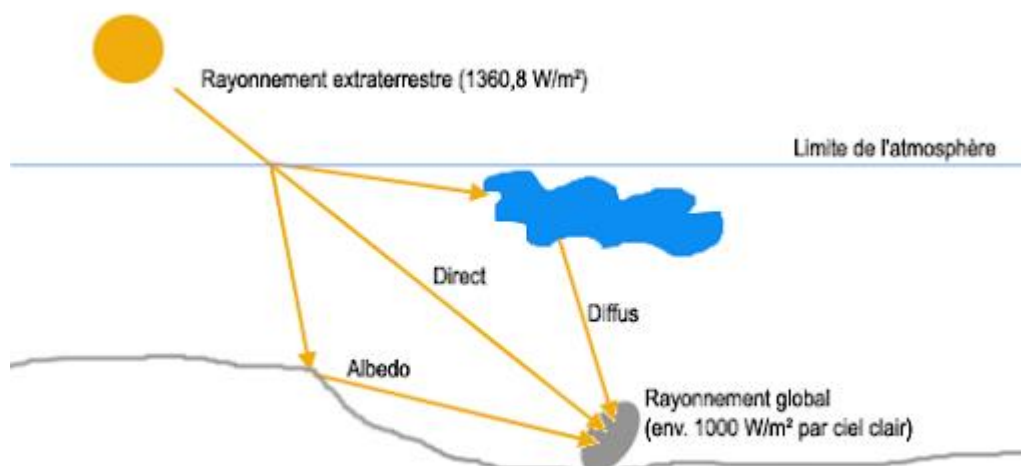 Rayonnement extraterrestre (1360,8 W/m²)
Limite de l'atmosphère
Direct
Diffus
Albedo
Rayonnement global
(env. 1000 W/m² par ciel clair)